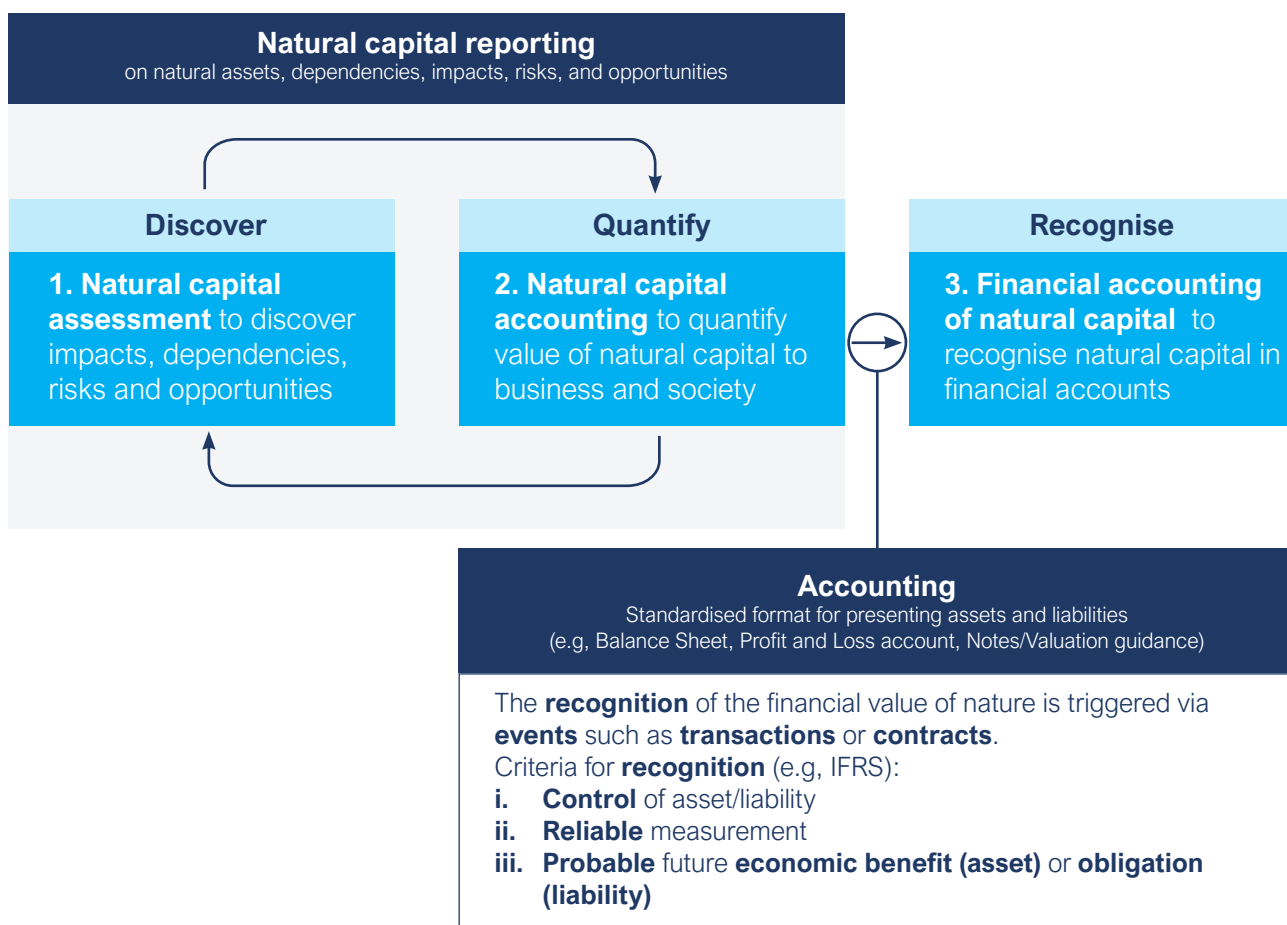 Natural capital reporting
on natural assets, dependencies, impacts, risks, and opportunities
Discover
1. Natural capital
assessment to discover
impacts, dependencies,
risks and opportunities
Quantify
2. Natural capital
accounting to quantify
value of natural capital to
business and society
Recognise
3. Financial accounting
of natural capital to
recognise natural capital in
financial accounts
Accounting
Standardised format for presenting assets and liabilities
(e.g, Balance Sheet, Profit and Loss account, Notes/Valuation guidance)
The recognition of the financial value of nature is triggered via
events such as transactions or contracts.
Criteria for recognition (e.g, IFRS):
i. Control of asset/liability
ii. Reliable measurement
iii. Probable future economic benefit (asset) or obligation
(liability)